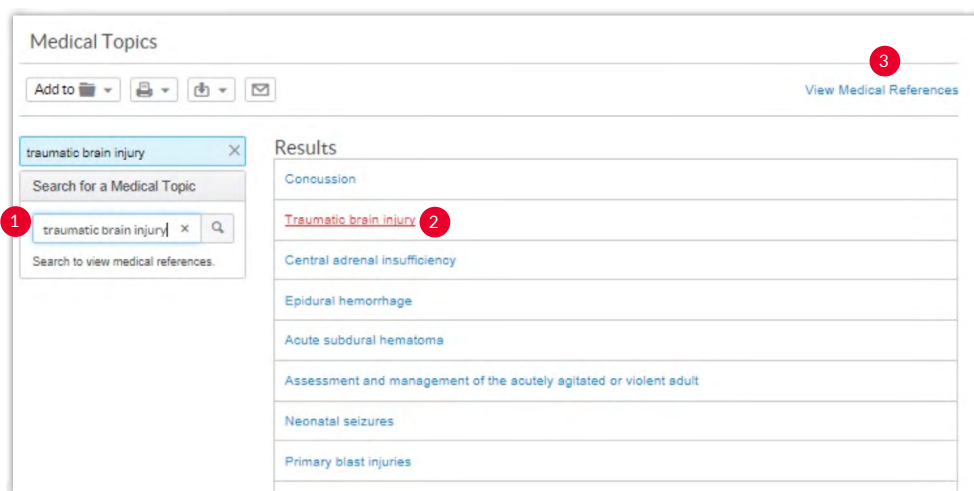 Medical Topics
3
Add to
View Medical References
traumatic brain injury
Search for a Medical Topic
1
traumatic brain injury
Search to view medical references.
Results
Concussion
Traumatic brain injury
2
Central adrenal insufficiency
Epidural hemorrhage
Acute subdural hematoma
Assessment and management of the acutely agitated or violent adult
Neonatal seizures
Primary blast injuries